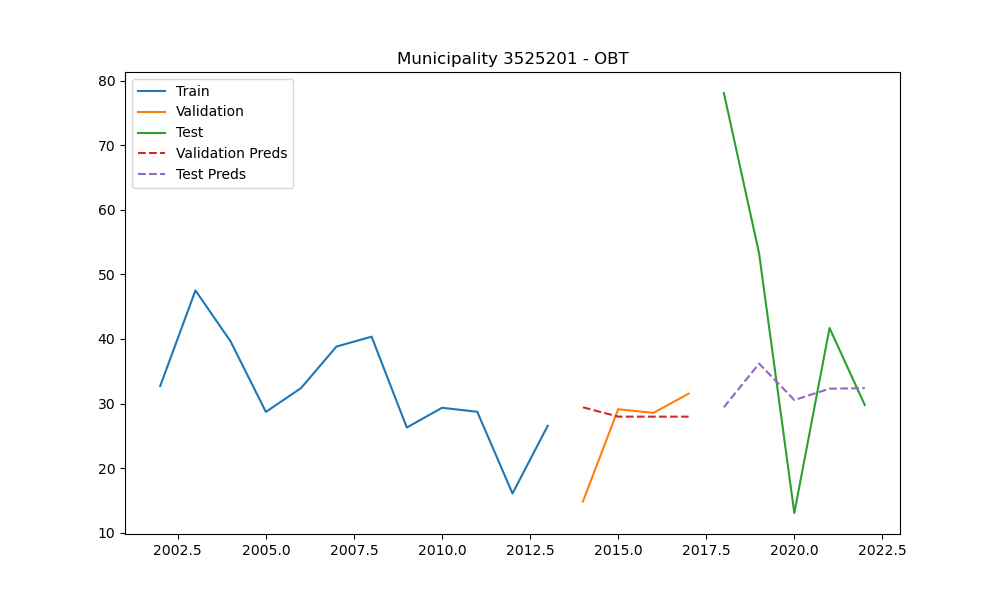 Municipality 3525201 - OBT
Train
Validation
Test
Validation Preds
Test Preds
80
70
60
50
40
30
20
10
2002.5 2005.0 2007.5 2010.0 2012.5 2015.0 2017.5 2020.0 2022.5